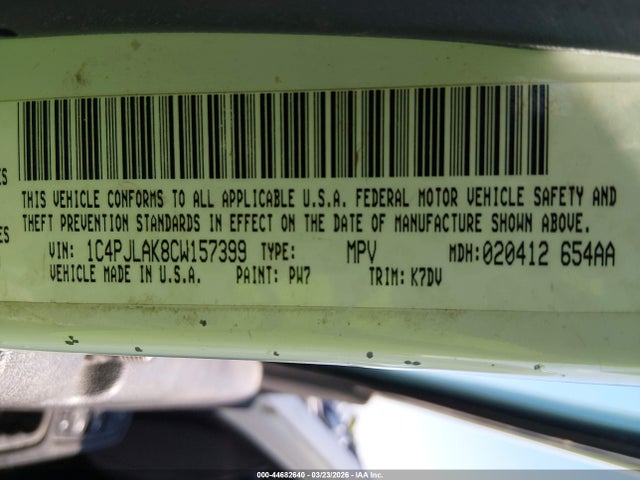 ES
THIS VEHICLE CONFORMS TO ALL APPLICABLE U.S.A. FEDERAL MOTOR VEHICLE SAFETY AND
THEFT PREVENTION STANDARDS IN EFFECT ON THE DATE OF MANUFACTURE SHOWN ABOVE.
ES
VIN: 1C4PJLAK8CW157399 TYPE: MPV MDH:020412 654AA
VEHICLE MADE IN U.S.A. PAINT: PW7 TRIM: K7DV
000-44682640 - 03/23/2026 - IAA Inc.